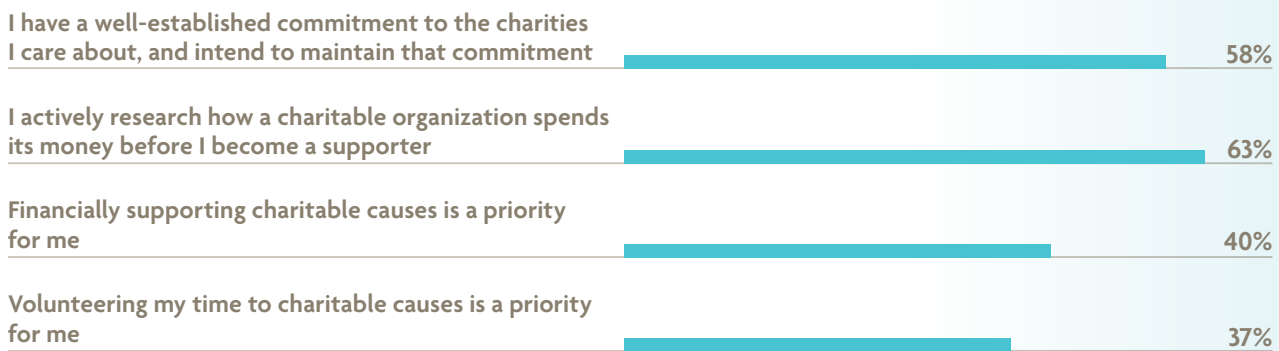 I have a well-established commitment to the charities
I care about, and intend to maintain that commitment
58%
I actively research how a charitable organization spends
its money before I become a supporter
63%
Financially supporting charitable causes is a priority
for me
40%
Volunteering my time to charitable causes is a priority
for me
37%